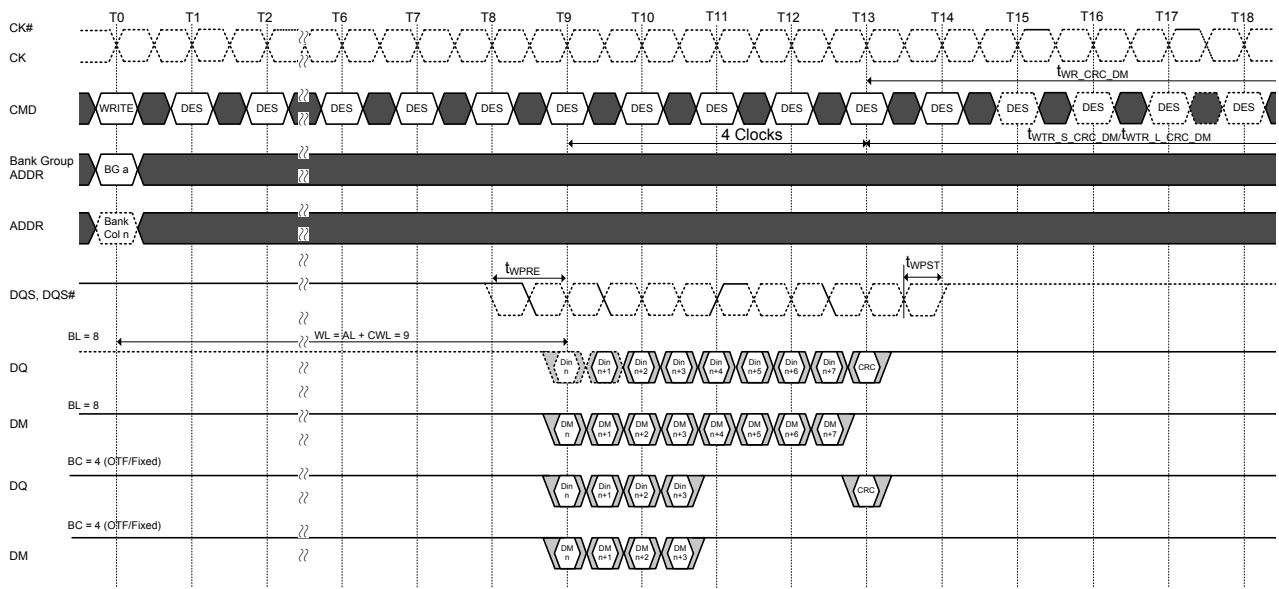 T0 T1 T2 T6 T7 T8 T9 T10 T11 T12 T13 T14 T15 T16 T17 T18
CK#
CK
tWR_CRC_DM
CMD WRITE DES DES DES DES DES DES DES DES DES DES DES DES DES DES DES
4 Clocks tWTR_S_CRC_DM/tWTR_L_CRC_DM
Bank Group
ADDR
BG a
ADDR
Bank
Col n
tWPRE tWPST
DQS, DQS#
BL = 8 WL = AL + CWL = 9
DQ
Din Din Din Din Din Din Din Din CRC
n n+1 n+2 n+3 n+4 n+5 n+6 n+7
BL = 8
DM
DM DM DM DM DM DM DM DM
n n+1 n+2 n+3 n+4 n+5 n+6 n+7
BC = 4 (OTF/Fixed)
DQ
Din Din Din Din CRC
n n+1 n+2 n+3
BC = 4 (OTF/Fixed)
DM
DM DM DM DM
n n+1 n+2 n+3